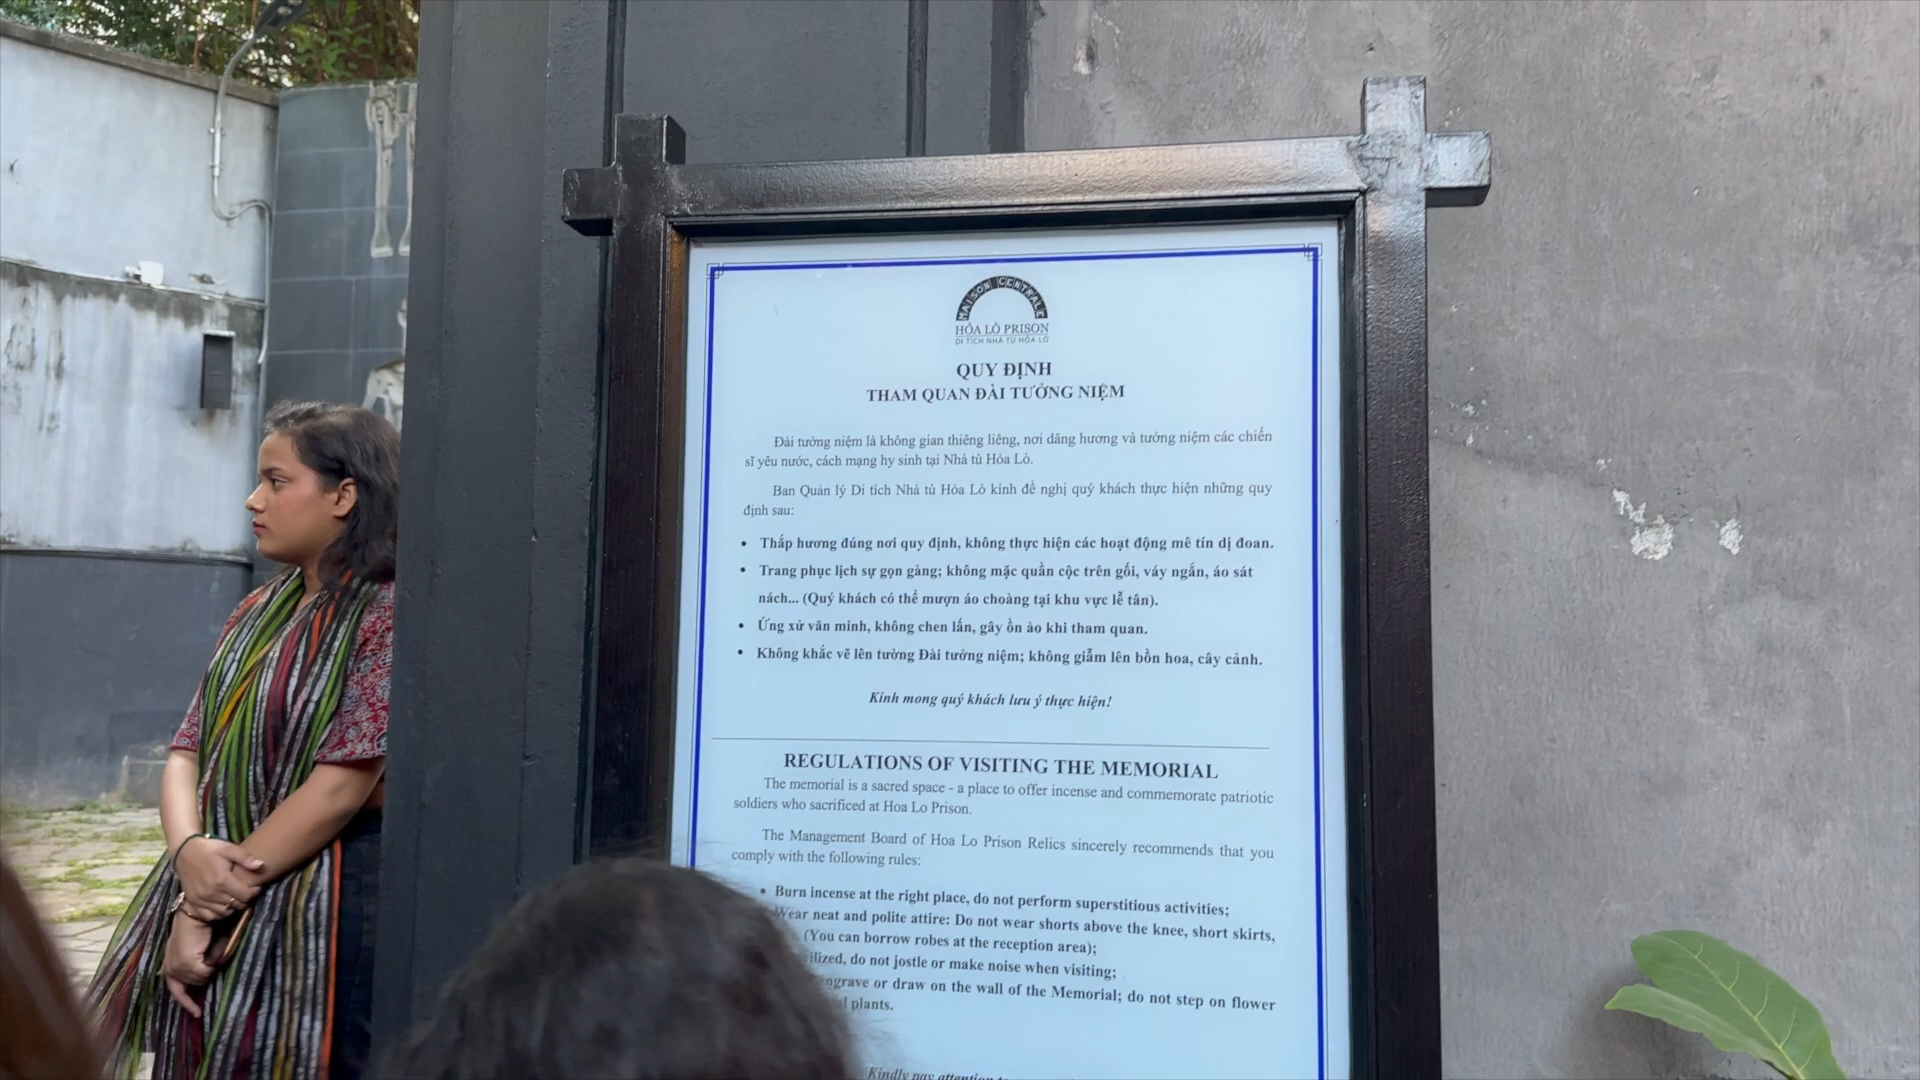 MAISON CENTRALE
HỎA LÒ PRISON
DI TÍCH NHÀ TÙ HỎA LÒ
QUY ĐỊNH
THAM QUAN ĐÀI TƯỞNG NIỆM
Đài tưởng niệm là không gian thiêng liêng, nơi dâng hương và tưởng niệm các chiến
sĩ yêu nước, cách mạng hy sinh tại Nhà tù Hỏa Lò.
Ban Quản lý Di tích Nhà tù Hỏa Lò kính đề nghị quý khách thực hiện những quy
định sau:
• Thắp hương đúng nơi quy định, không thực hiện các hoạt động mê tín dị đoan.
• Trang phục lịch sự gọn gàng; không mặc quần cộc trên gối, váy ngắn, áo sát
nách... (Quý khách có thể mượn áo choàng tại khu vực lễ tân).
• Ứng xử văn minh, không chen lấn, gây ồn ào khi tham quan.
• Không khắc vẽ lên tường Đài tưởng niệm; không giẫm lên bồn hoa, cây cảnh.
Kính mong quý khách lưu ý thực hiện!
REGULATIONS OF VISITING THE MEMORIAL
The memorial is a sacred space - a place to offer incense and commemorate patriotic
soldiers who sacrificed at Hoa Lo Prison.
The Management Board of Hoa Lo Prison Relics sincerely recommends that you
comply with the following rules:
• Burn incense at the right place, do not perform superstitious activities;
Wear neat and polite attire: Do not wear shorts above the knee, short skirts,
(You can borrow robes at the reception area);
do not jostle or make noise when visiting;
engrave or draw on the wall of the Memorial; do not step on flower
plants.
Kindly pay attention